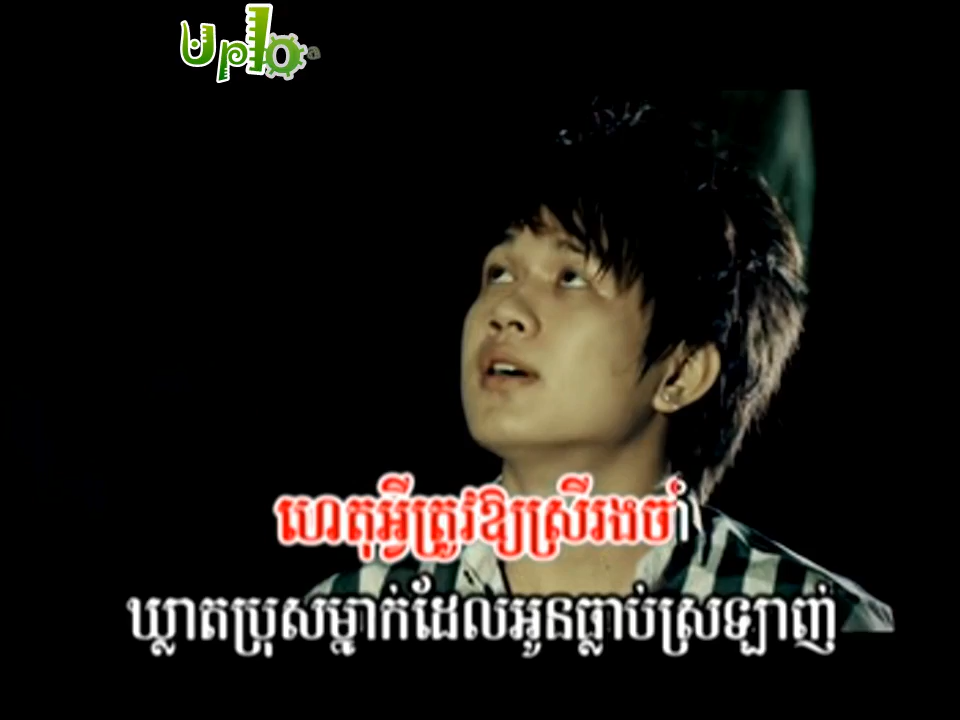 Uploa
ហេតុអ្វីត្រូវឱ្យស្រីរងចាំ
ឃ្លាតប្រុសម្នាក់ដែលអូនធ្លាប់ស្រឡាញ់